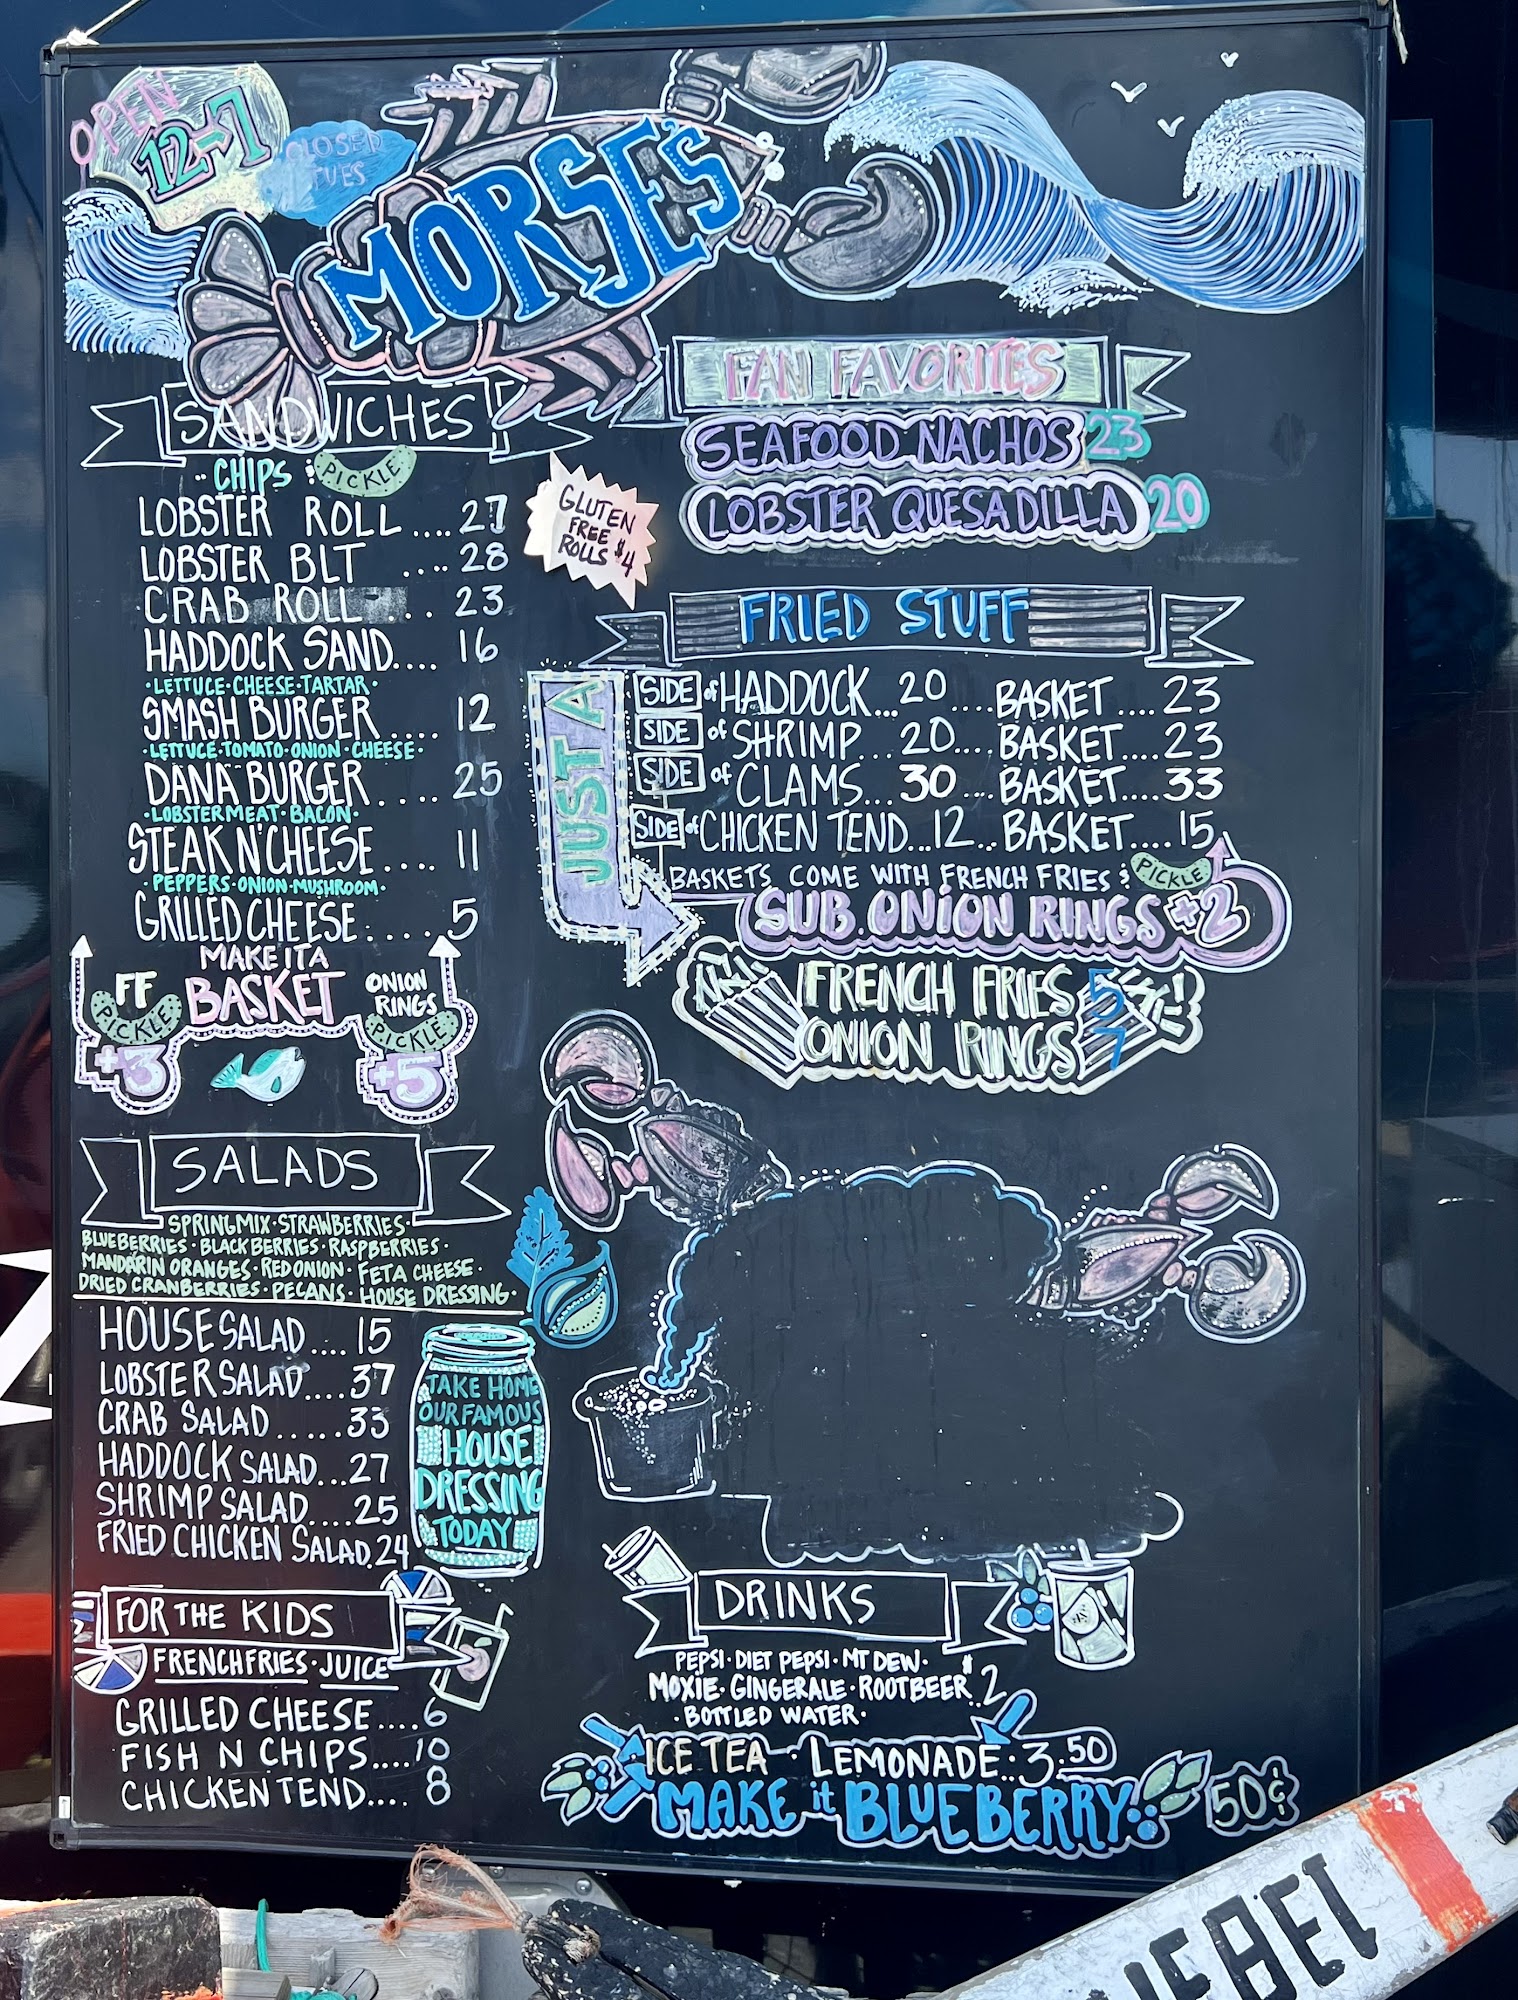 OPEN
12-7
CLOSED
TUES
MORSE'S
SANDWICHES
CHIPS & PICKLE
LOBSTER ROLL....27
LOBSTER BLT ....28
CRAB ROLL...23
HADDOCK SAND....16
·LETTUCE·CHEESE·TARTAR·
SMASH BURGER....12
·LETTUCE·TOMATO·ONION·CHEESE·
DANA BURGER....25
·LOBSTER MEAT·BACON·
STEAK N' CHEESE....11
·PEPPERS·ONION·MUSHROOM·
GRILLED CHEESE....5
MAKE IT A
BASKET
FF
PICKLE
+3
ONION
RINGS
PICKLE
+5
GLUTEN
FREE
ROLLS $4
FAN FAVORITES
SEAFOOD NACHOS 23
LOBSTER QUESADILLA 20
FRIED STUFF
JUST A
SIDE of HADDOCK...20....BASKET....23
SIDE of SHRIMP...20....BASKET....23
SIDE of CLAMS...30...BASKET....33
SIDE of CHICKEN TEND...12...BASKET....15
BASKETS COME WITH FRENCH FRIES & PICKLE
SUB. ONION RINGS +2
FRENCH FRIES 5
ONION RINGS 7
SALADS
SPRINGMIX·STRAWBERRIES·
BLUEBERRIES·BLACKBERRIES·RASPBERRIES·
MANDARIN ORANGES·RED ONION·FETA CHEESE·
DRIED CRANBERRIES·PECANS·HOUSE DRESSING·
HOUSE SALAD....15
LOBSTER SALAD....37
CRAB SALAD.....33
HADDOCK SALAD...27
SHRIMP SALAD....25
FRIED CHICKEN SALAD.24
TAKE HOME
OUR FAMOUS
HOUSE
DRESSING
TODAY
FOR THE KIDS
FRENCH FRIES·JUICE
GRILLED CHEESE....6
FISH N CHIPS....10
CHICKEN TEND....8
DRINKS
PEPSI·DIET PEPSI·MT DEW·
MOXIE·GINGERALE·ROOTBEER $2
·BOTTLED WATER·
ICE TEA·LEMONADE·3.50
MAKE it BLUEBERRY 50¢